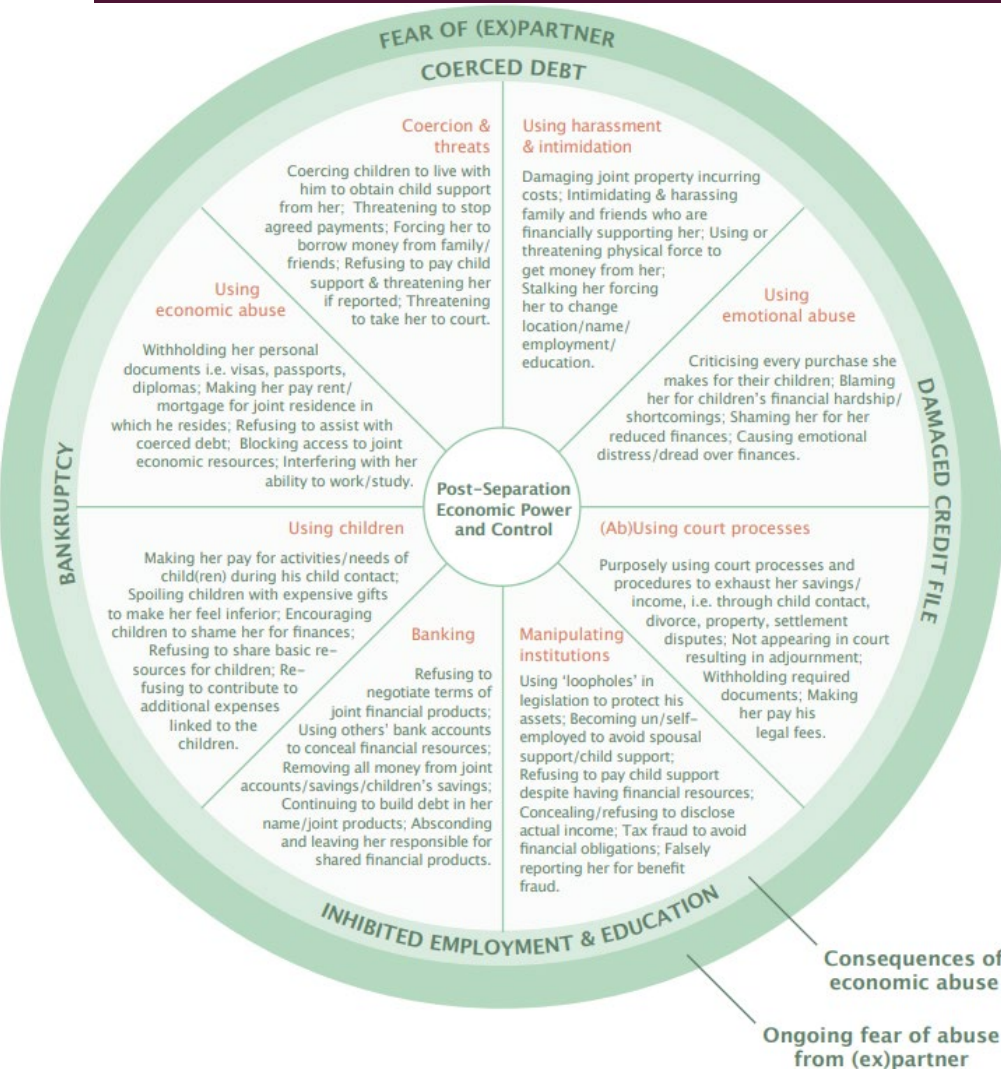 FEAR OF (EX)PARTNER
COERCED DEBT
Coercion &
threats
Coercing children to live with
him to obtain child support
from her; Threatening to stop
agreed payments; Forcing her to
borrow money from family/
friends; Refusing to pay child
support & threatening her
if reported; Threatening
to take her to court.
Using harassment
& intimidation
Damaging joint property incurring
costs; Intimidating & harassing
family and friends who are
financially supporting her; Using or
threatening physical force to
get money from her;
Stalking her forcing
her to change
location/name/
employment/
education.
Using
economic abuse
Withholding her personal
documents i.e. visas, passports,
diplomas; Making her pay rent/
mortgage for joint residence in
which he resides; Refusing to assist with
coerced debt; Blocking access to joint
economic resources; Interfering with her
ability to work/study.
Using
emotional abuse
Criticising every purchase she
makes for their children; Blaming
her for children's financial hardship/
shortcomings; Shaming her for her
reduced finances; Causing emotional
distress/dread over finances.
BANKRUPTCY
DAMAGED CREDIT FILE
Post-Separation
Economic Power
and Control
Using children
Making her pay for activities/needs of
child(ren) during his child contact;
Spoiling children with expensive gifts
to make her feel inferior; Encouraging
children to shame her for finances;
Refusing to share basic re-
sources for children; Re-
fusing to contribute to
additional expenses
linked to the
children.
(Ab)Using court processes
Purposely using court processes and
procedures to exhaust her savings/
income, i.e. through child contact,
divorce, property, settlement
disputes; Not appearing in court
resulting in adjournment;
Withholding required
documents; Making
her pay his
legal fees.
Banking
Refusing to
negotiate terms of
joint financial products;
Using others' bank accounts
to conceal financial resources;
Removing all money from joint
accounts/savings/children's savings;
Continuing to build debt in her
name/joint products; Absconding
and leaving her responsible for
shared financial products.
Manipulating
institutions
Using 'loopholes' in
legislation to protect his
assets; Becoming un/self-
employed to avoid spousal
support/child support;
Refusing to pay child support
despite having financial resources;
Concealing/refusing to disclose
actual income; Tax fraud to avoid
financial obligations; Falsely
reporting her for benefit
fraud.
INHIBITED EMPLOYMENT & EDUCATION
Consequences of
economic abuse
Ongoing fear of abuse
from (ex)partner